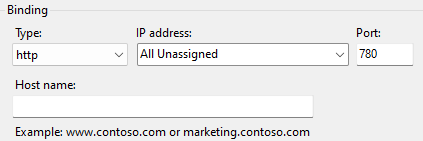 Binding
Type: IP address: Port:
http All Unassigned 780
Host name:
Example: www.contoso.com or marketing.contoso.com